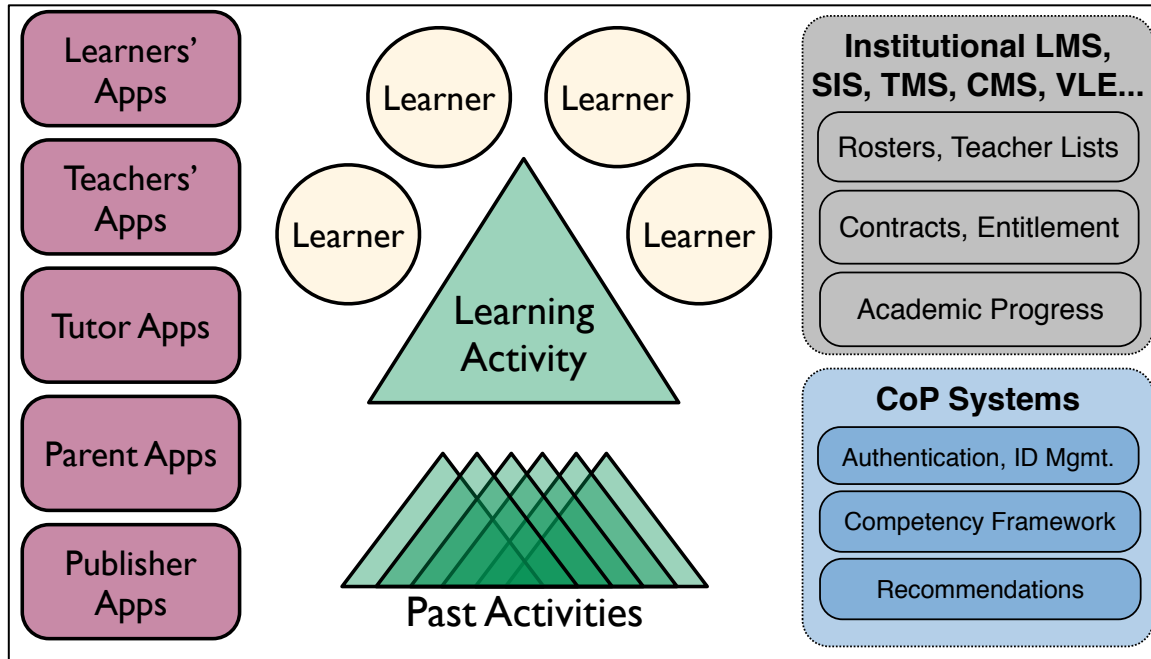 Learners’
Apps
Teachers’
Apps
Tutor Apps
Parent Apps
Publisher
Apps
Learner
Learner
Learner
Learner
Learning
Activity
Past Activities
Institutional LMS,
SIS, TMS, CMS, VLE...
Rosters, Teacher Lists
Contracts, Entitlement
Academic Progress
CoP Systems
Authentication, ID Mgmt.
Competency Framework
Recommendations